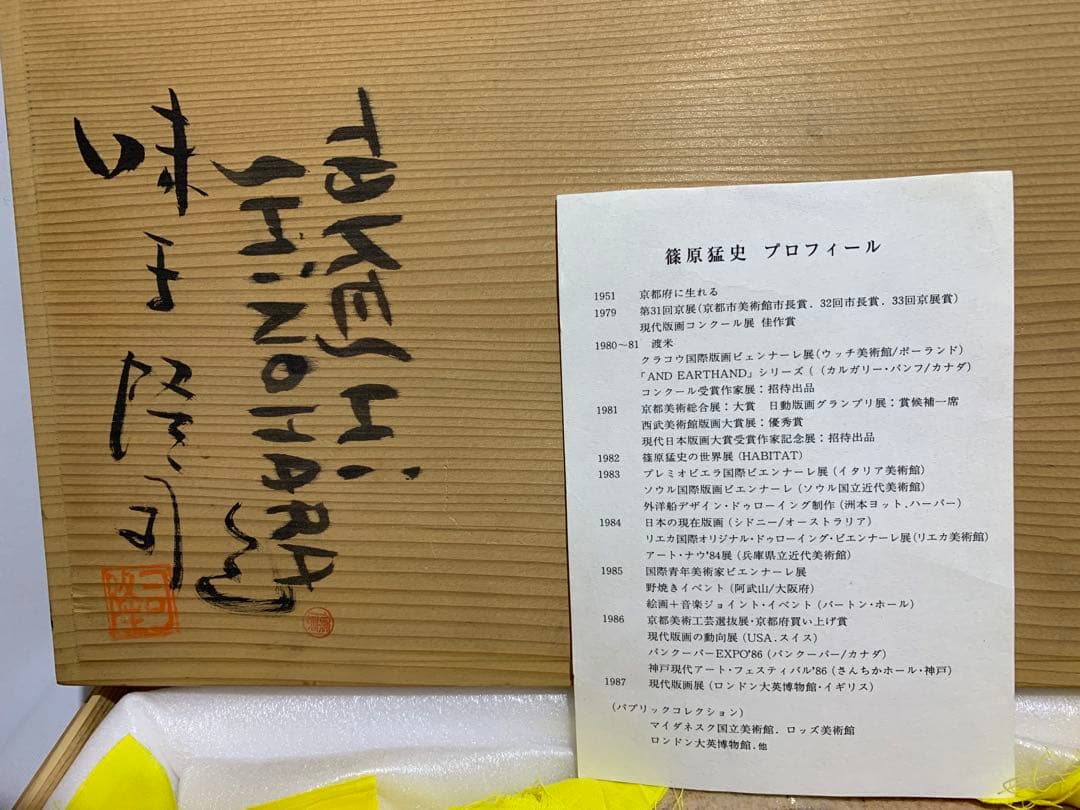 TAKESHI
SHiNOHARA
味
隆司
篠原猛史 プロフィール
1951 京都府に生れる
1979 第31回京展(京都市美術館市長賞.32回市長賞.33回京展賞)
現代版画コンクール展 佳作賞
1980〜81 渡米
クラコウ国際版画ビェンナーレ展(ウッチ美術館/ポーランド)
「AND EARTHAND」シリーズ((カルガリー・バンフ/カナダ)
コンクール受賞作家展:招待出品
1981 京都美術総合展:大賞 日動版画グランプリ展:賞候補一席
西武美術館版画大賞展:優秀賞
現代日本版画大賞受賞作家記念展:招待出品
1982 篠原猛史の世界展(HABITAT)
1983 プレミオビエラ国際ビエンナーレ展(イタリア美術館)
ソウル国際版画ビエンナーレ(ソウル国立近代美術館)
外洋船デザイン・ドゥローイング制作(洲本ヨット.ハーバー)
1984 日本の現在版画(シドニー/オーストラリア)
リエカ国際オリジナル・ドゥローイング・ビエンナーレ展(リエカ美術館)
アート・ナウ'84展(兵庫県立近代美術館)
1985 国際青年美術家ビエンナーレ展
野焼きイベント(阿武山/大阪府)
絵画+音楽ジョイント・イベント(バートン・ホール)
1986 京都美術工芸選抜展・京都府買い上げ賞
現代版画の動向展(USA.スイス)
バンクーバーEXPO'86(バンクーバー/カナダ)
神戸現代アート・フェスティバル'86(さんちかホール・神戸)
1987 現代版画展(ロンドン大英博物館・イギリス)
(パブリックコレクション)
マイダネスク国立美術館.ロッズ美術館
ロンドン大英博物館.他